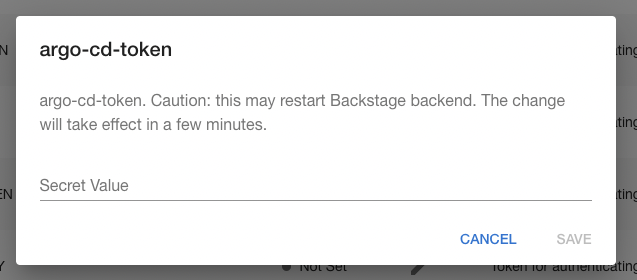 argo-cd-token
argo-cd-token. Caution: this may restart Backstage backend. The change
will take effect in a few minutes.
Secret Value
CANCEL
SAVE
Not Set
Token for authenticating